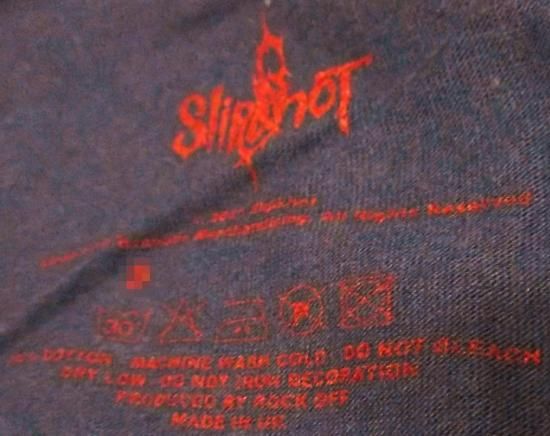 Slipknot
Merchandising. All Rights Reserved
30
COTTON MACHINE WASH COLD DO NOT BLEACH
DRY LOW DO NOT IRON DECORATION
PRODUCED BY ROCK OFF
MADE IN UK